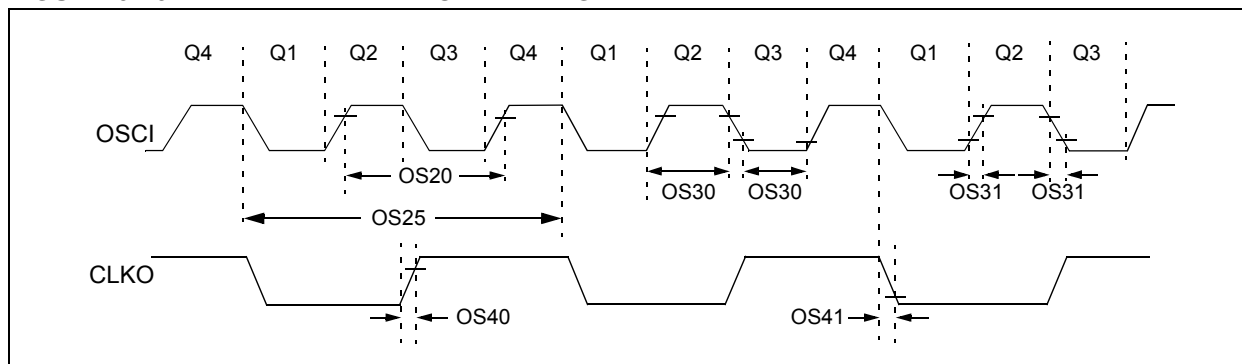 Q4 Q1 Q2 Q3 Q4 Q1 Q2 Q3 Q4 Q1 Q2 Q3
OSCI
OS20 OS30 OS30 OS31 OS31
OS25
CLKO
OS40 OS41